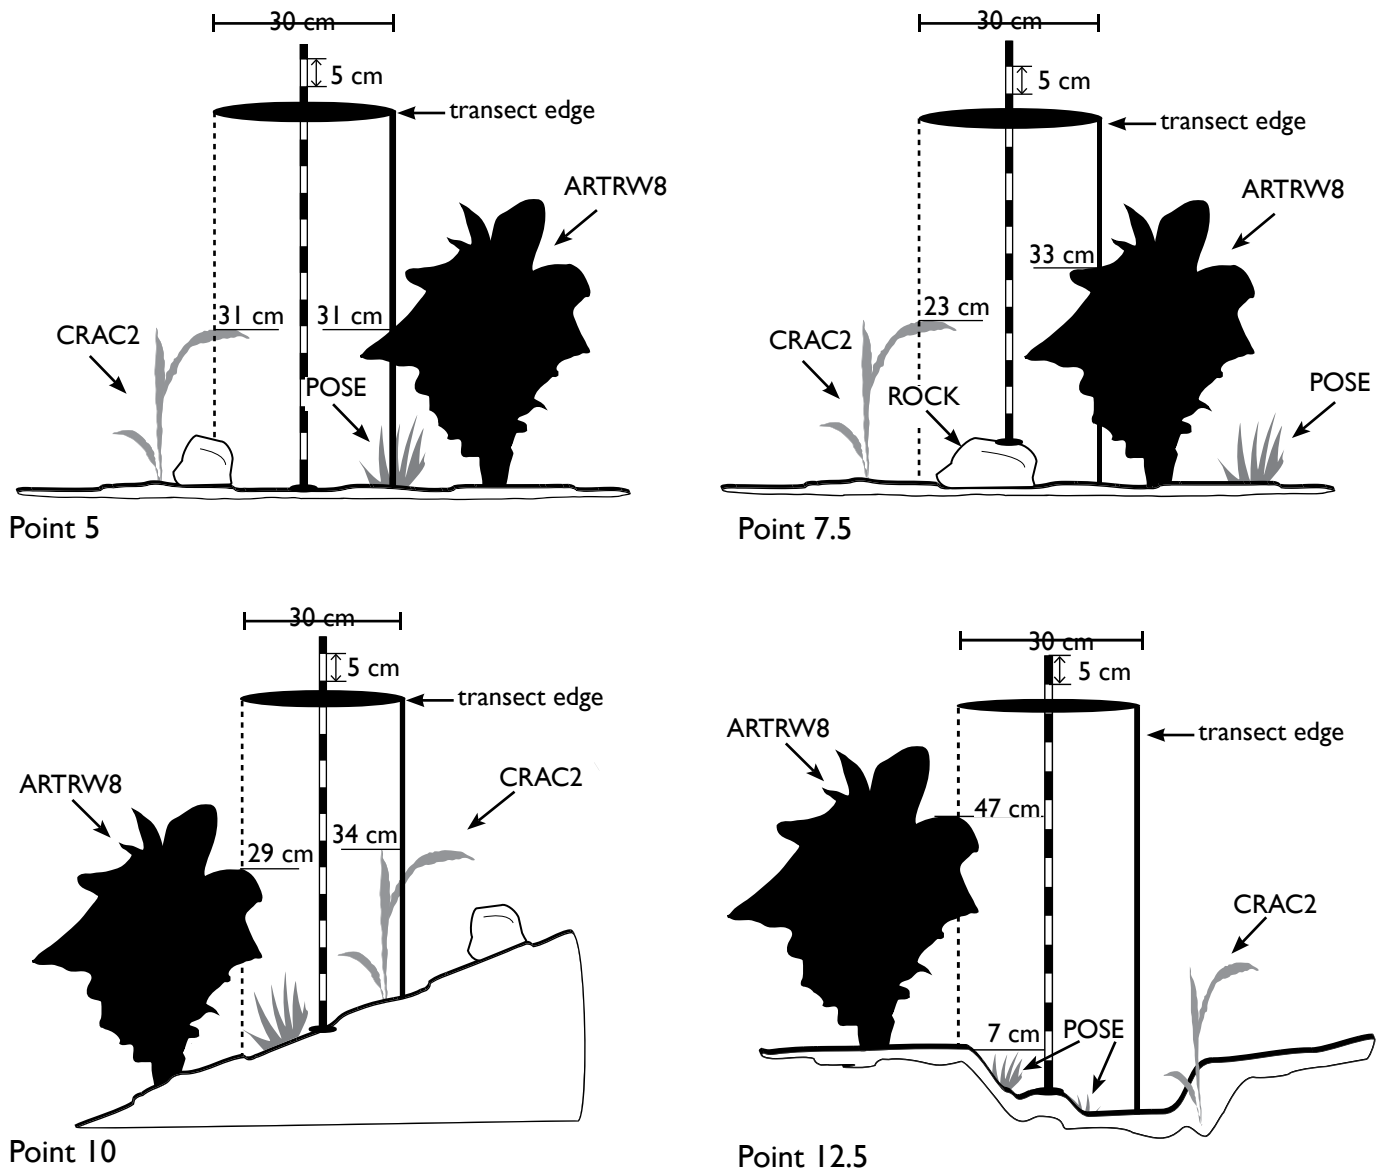 30 cm
5 cm
transect edge
ARTRW8
31 cm 31 cm
CRAC2
POSE
Point 5
30 cm
5 cm
transect edge
ARTRW8
33 cm
23 cm
CRAC2
POSE
ROCK
Point 7.5
30 cm
5 cm
transect edge
CRAC2
ARTRW8
34 cm
29 cm
Point 10
30 cm
5 cm
ARTRW8
transect edge
47 cm
CRAC2
7 cm
POSE
Point 12.5